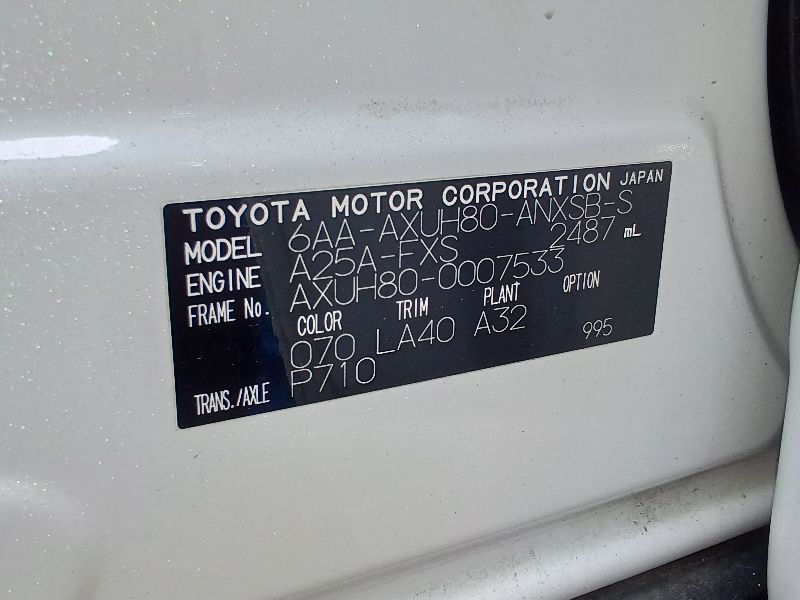 TOYOTA MOTOR CORPORATION JAPAN
MODEL 6AA-AXUH80-ANXSB-S
ENGINE A25A-FXS 2487 mL
FRAME No. AXUH80-0007533
COLOR TRIM PLANT OPTION
070 LA40 A32 995
TRANS./AXLE P710